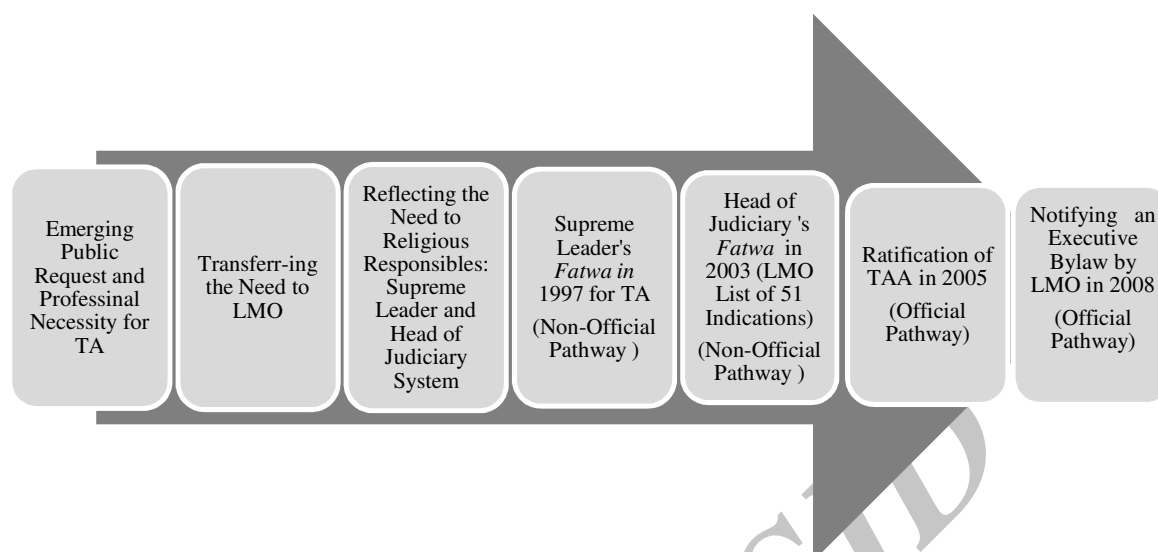 Emerging
Public
Request and
Professinal
Necessity for
TA
Transferr-ing
the Need to
LMO
Reflecting the
Need to
Religious
Responsibles:
Supreme
Leader and
Head of
Judiciary
System
Supreme
Leader's
Fatwa in
1997 for TA
(Non-Official
Pathway )
Head of
Judiciary 's
Fatwa in
2003 (LMO
List of 51
Indications)
(Non-Official
Pathway )
Ratification of
TAA in 2005
(Official
Pathway)
Notifying an
Executive
Bylaw by
LMO in 2008
(Official
Pathway)